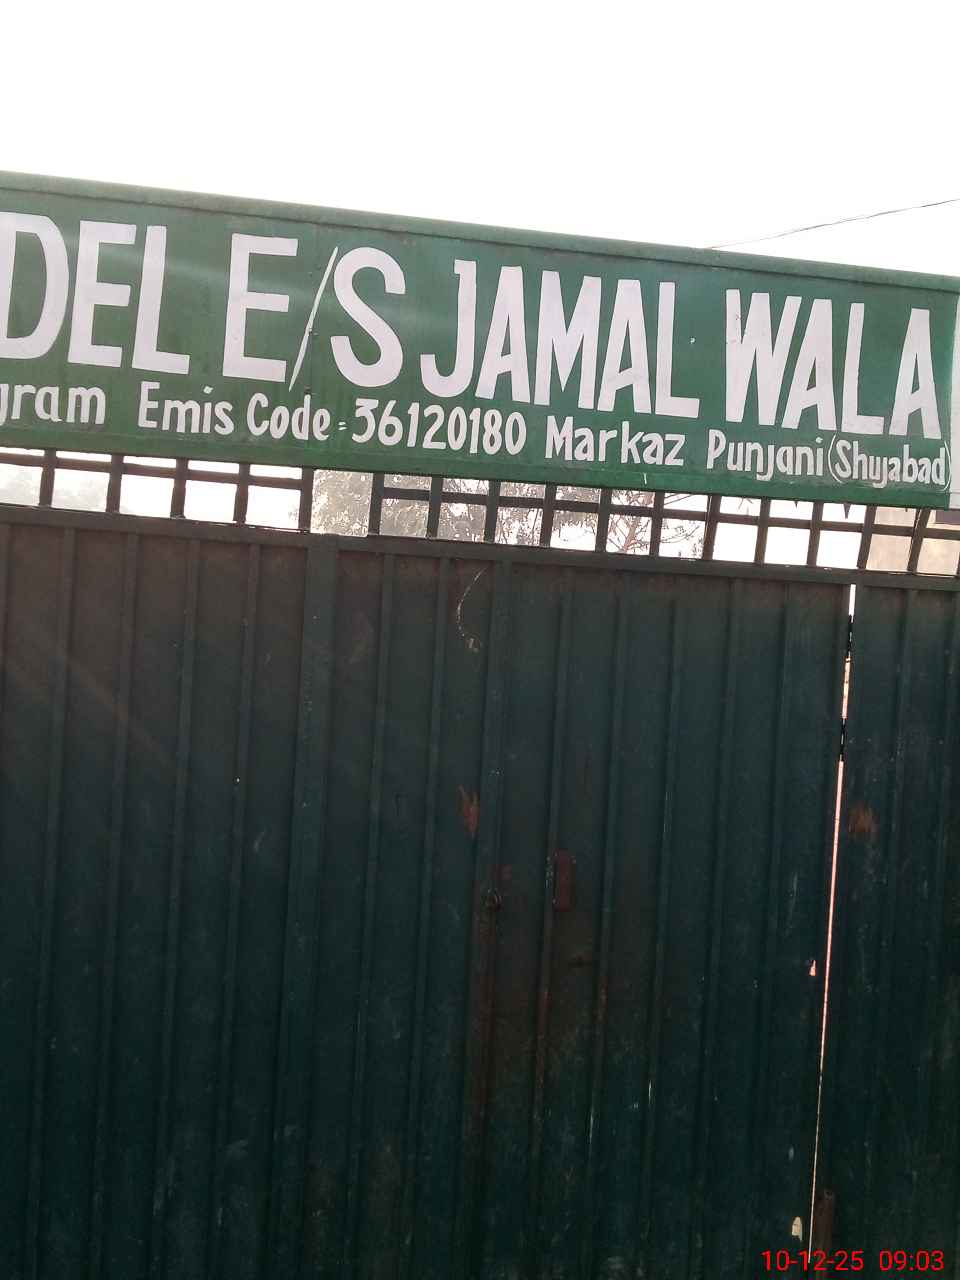 DEL E/S JAMAL WALA
gram Emis Code = 36120180 Markaz Punjani (Shujabad)
10-12-25 09:03